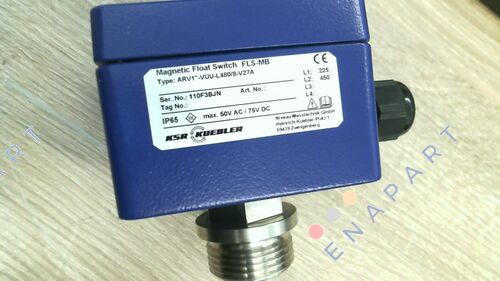 Magnetic Float Switch FLS-MB
Type: ARV1"-VUU-L480/8-V27A
Ser. No.: 110F3BJN Art.No.:
Tag No.:
IP65 max. 50V AC / 75V DC
KSR KUEBLER
L1: 225
L2: 450
L3:
L4:
Niveau-Messtechnik GmbH
Heinrich-Kuebler-Platz 1
69439 Zwingenberg
ENAPART